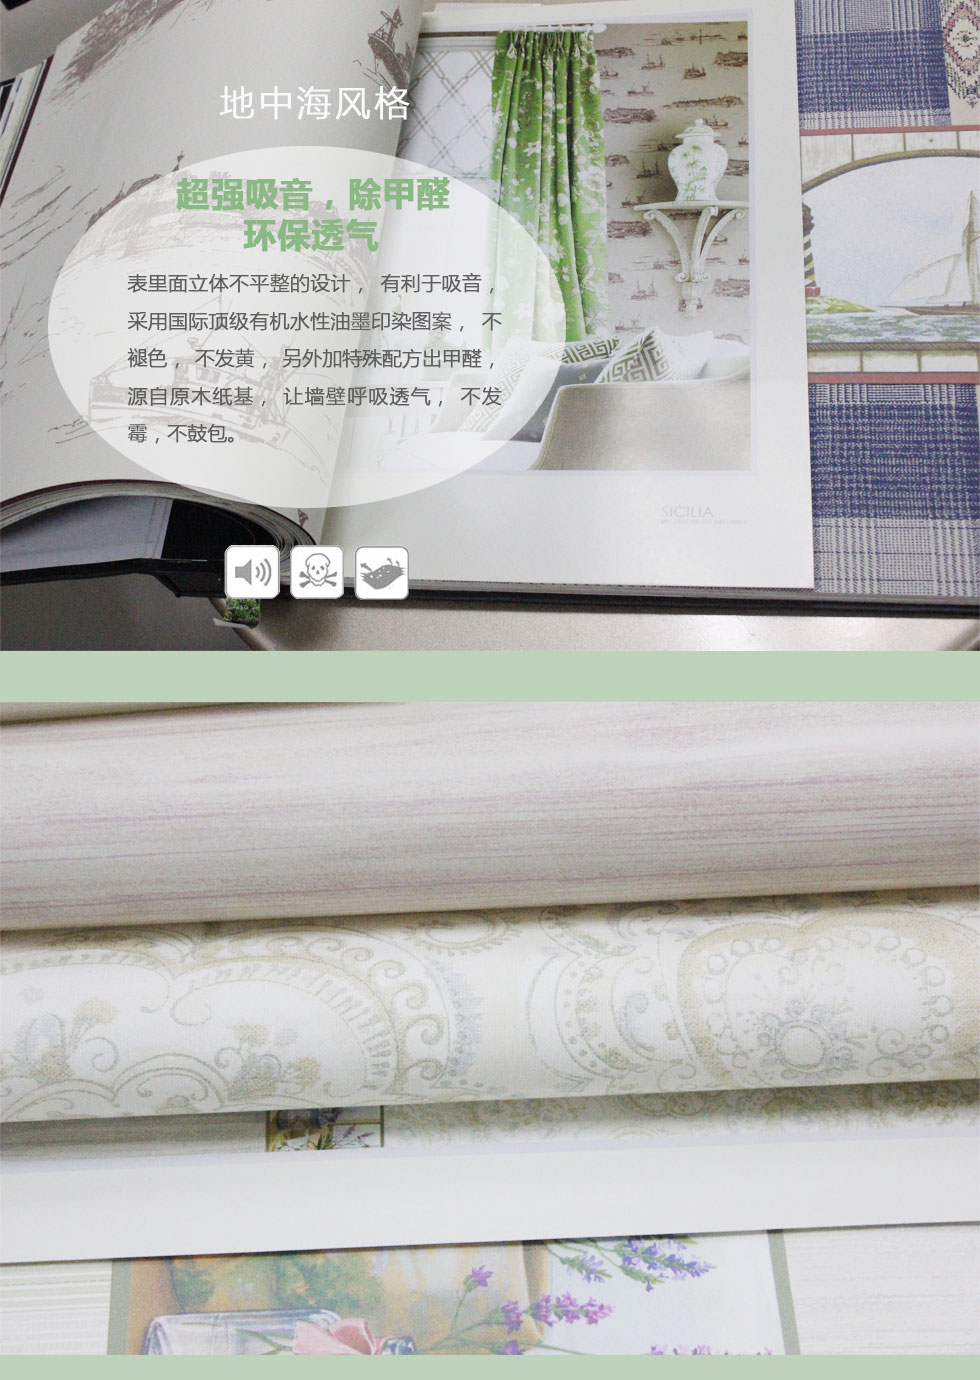 地中海风格
超强吸音，除甲醛
环保透气
表里面立体不平整的设计， 有利于吸音，
采用国际顶级有机水性油墨印染图案， 不
褪色， 不发黄， 另外加特殊配方出甲醛，
源自原木纸基， 让墙壁呼吸透气， 不发
霉，不鼓包。
SICILIA